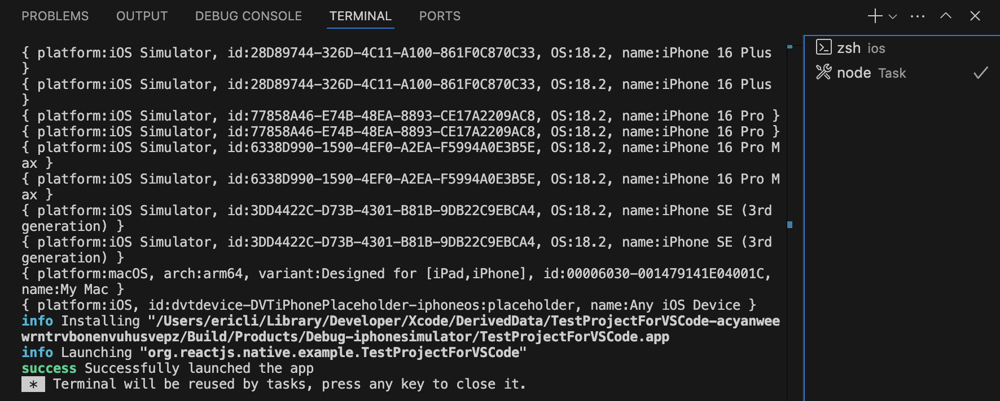 PROBLEMS OUTPUT DEBUG CONSOLE TERMINAL PORTS
{ platform:iOS Simulator, id:28D89744-326D-4C11-A100-861F0C870C33, OS:18.2, name:iPhone 16 Plus
}
{ platform:iOS Simulator, id:28D89744-326D-4C11-A100-861F0C870C33, OS:18.2, name:iPhone 16 Plus
}
{ platform:iOS Simulator, id:77858A46-E74B-48EA-8893-CE17A2209AC8, OS:18.2, name:iPhone 16 Pro }
{ platform:iOS Simulator, id:77858A46-E74B-48EA-8893-CE17A2209AC8, OS:18.2, name:iPhone 16 Pro }
{ platform:iOS Simulator, id:6338D990-1590-4EF0-A2EA-F5994A0E3B5E, OS:18.2, name:iPhone 16 Pro M
ax }
{ platform:iOS Simulator, id:6338D990-1590-4EF0-A2EA-F5994A0E3B5E, OS:18.2, name:iPhone 16 Pro M
ax }
{ platform:iOS Simulator, id:3DD4422C-D73B-4301-B81B-9DB22C9EBCA4, OS:18.2, name:iPhone SE (3rd
generation) }
{ platform:iOS Simulator, id:3DD4422C-D73B-4301-B81B-9DB22C9EBCA4, OS:18.2, name:iPhone SE (3rd
generation) }
{ platform:macOS, arch:arm64, variant:Designed for [iPad,iPhone], id:00006030-001479141E04001C,
name:My Mac }
{ platform:iOS, id:dvtdevice-DVTiPhonePlaceholder-iphoneos:placeholder, name:Any iOS Device }
info Installing "/Users/ericli/Library/Developer/Xcode/DerivedData/TestProjectForVSCode-acyanwee
wrntrvbonenvuhusvepz/Build/Products/Debug-iphonesimulator/TestProjectForVSCode.app
info Launching "org.reactjs.native.example.TestProjectForVSCode"
success Successfully launched the app
* Terminal will be reused by tasks, press any key to close it.
zsh ios
node Task